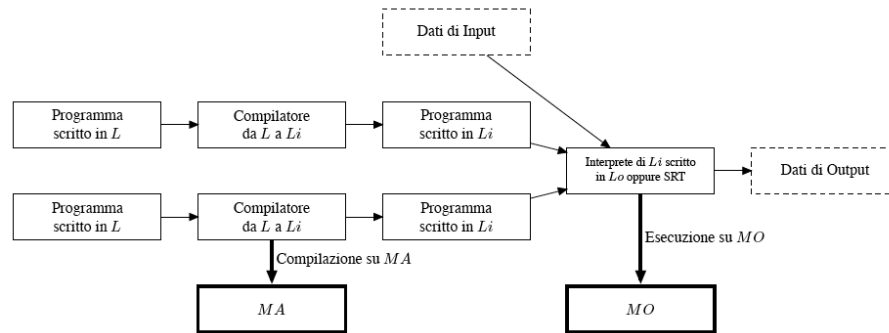 Dati di Input
Programma
scritto in L
Compilatore
da L a Li
Programma
scritto in Li
Interprete di Li scritto
in Lo oppure SRT
Dati di Output
Programma
scritto in L
Compilatore
da L a Li
Programma
scritto in Li
Compilazione su MA
Esecuzione su MO
MA
MO